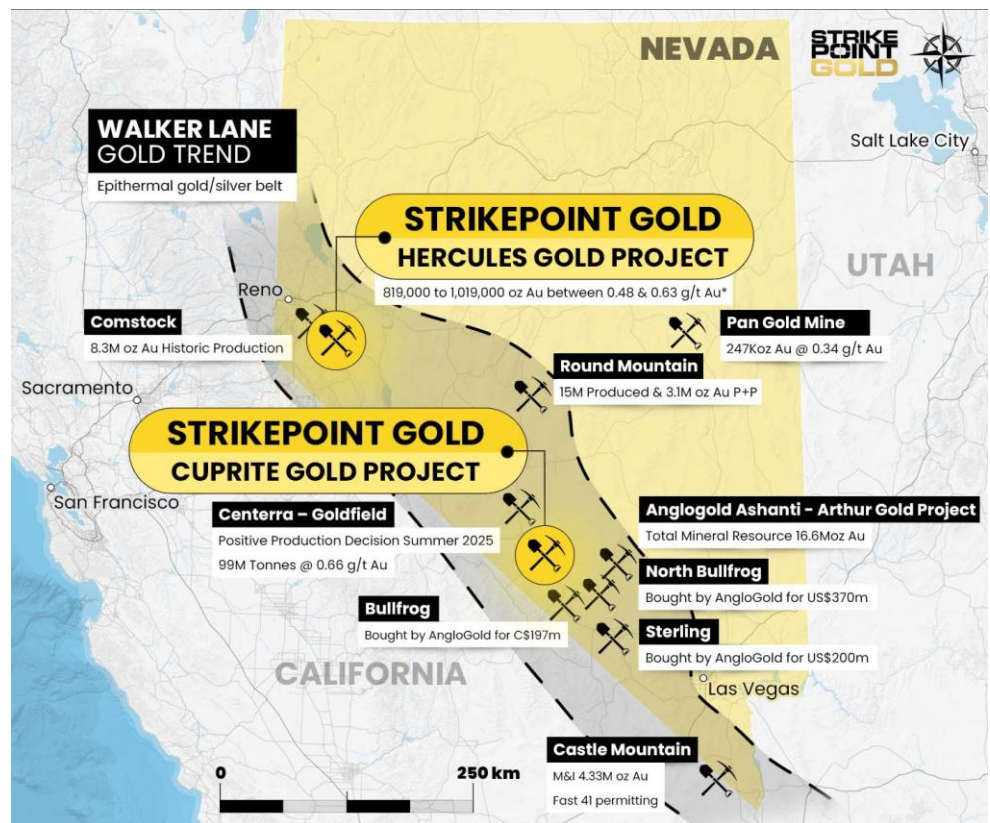 NEVADA
STRIKE
POINT
GOLD
WALKER LANE
GOLD TREND
Epithermal gold/silver belt
Salt Lake City
STRIKEPOINT GOLD
HERCULES GOLD PROJECT
819,000 to 1,019,000 oz Au between 0.48 & 0.63 g/t Au*
UTAH
Reno
Comstock
8.3M oz Au Historic Production
Pan Gold Mine
247Koz Au @ 0.34 g/t Au
Round Mountain
15M Produced & 3.1M oz Au P+P
Sacramento
STRIKEPOINT GOLD
CUPRITE GOLD PROJECT
San Francisco
Centerra – Goldfield
Positive Production Decision Summer 2025
99M Tonnes @ 0.66 g/t Au
Anglogold Ashanti - Arthur Gold Project
Total Mineral Resource 16.6Moz Au
North Bullfrog
Bought by AngloGold for US$370m
Bullfrog
Bought by AngloGold for C$197m
Sterling
Bought by AngloGold for US$200m
CALIFORNIA
Las Vegas
Castle Mountain
M&I 4.33M oz Au
Fast 41 permitting
0
250 km